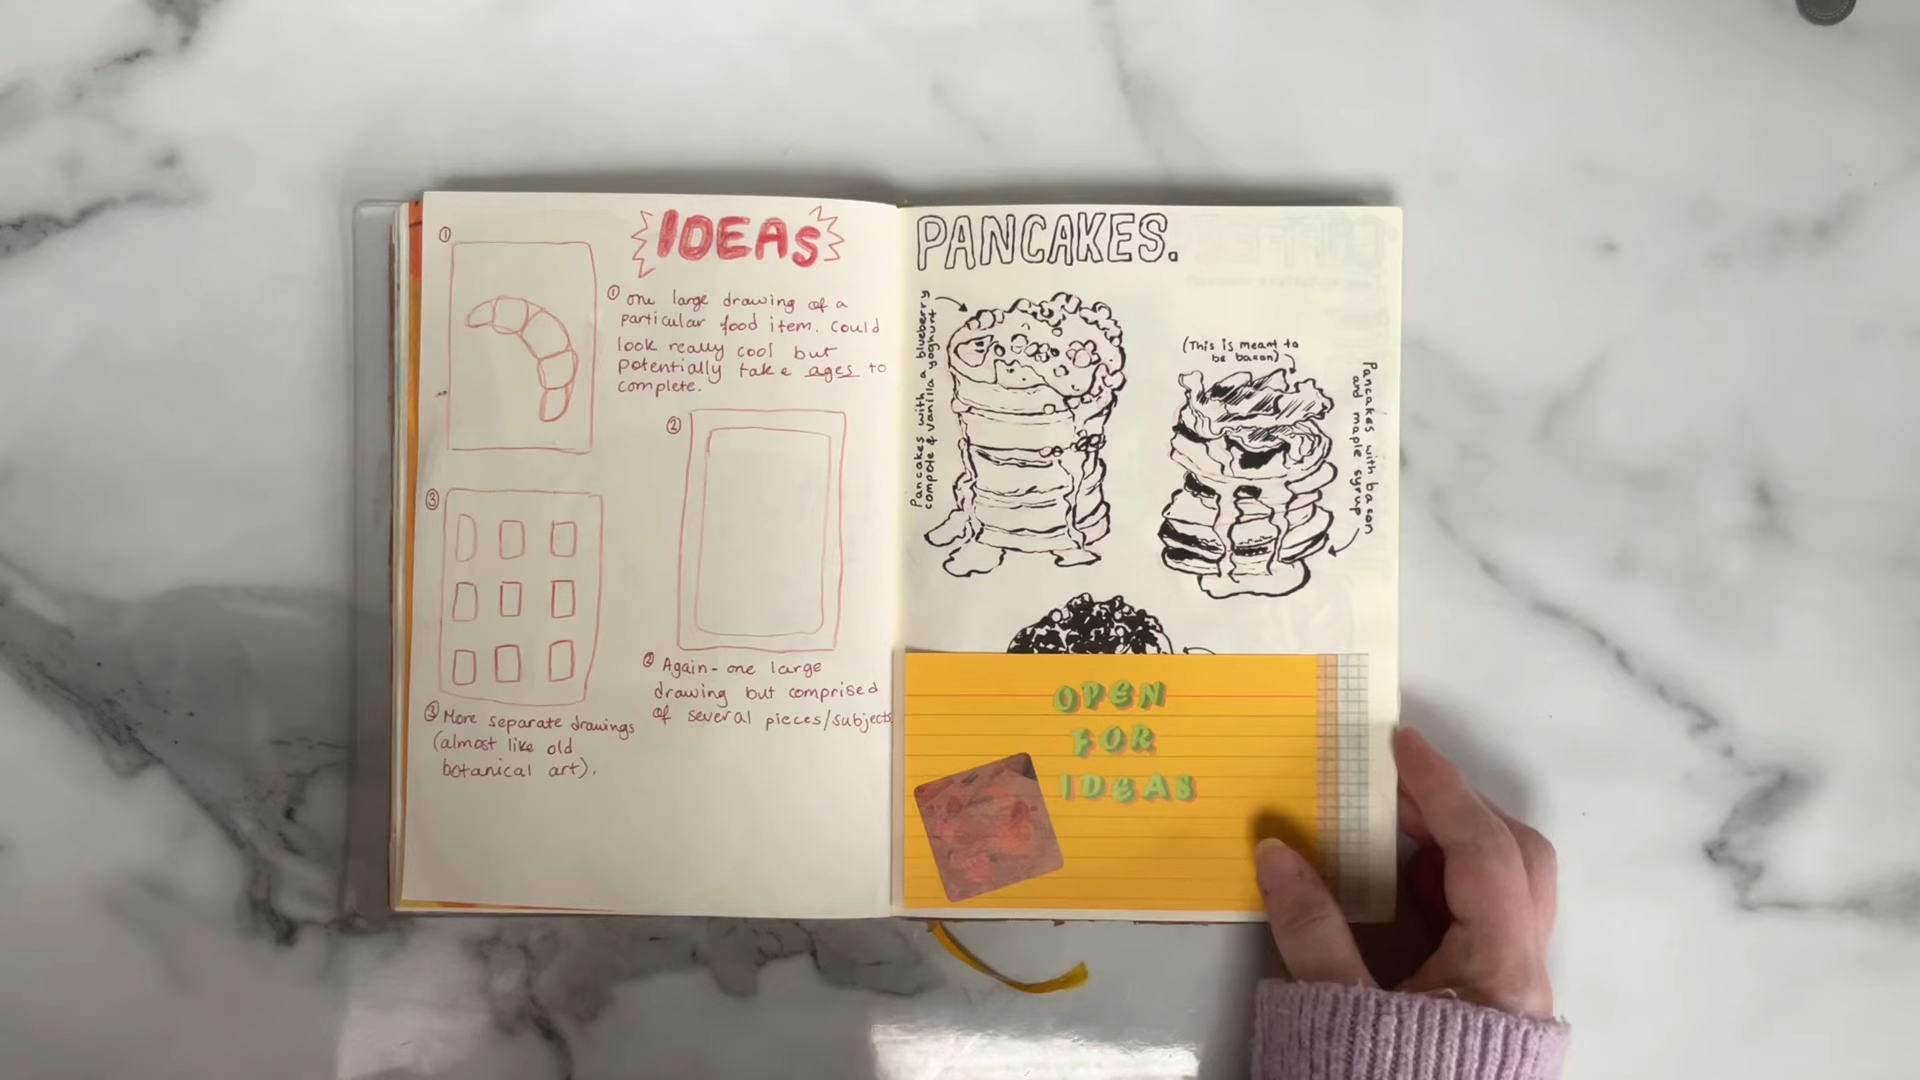 IDEAS
①
① one large drawing of a
particular food item. Could
look really cool but
potentially take ages to
complete.
②
③
② Again - one large
drawing but comprised
of several pieces/subjects
③ More separate drawings
(almost like old
botanical art).
PANCAKES.
Pancakes with a blueberry
compote & vanilla yoghurt
(This is meant to
be bacon)
Pancakes with bacon
and maple syrup
OPEN
FOR
IDEAS